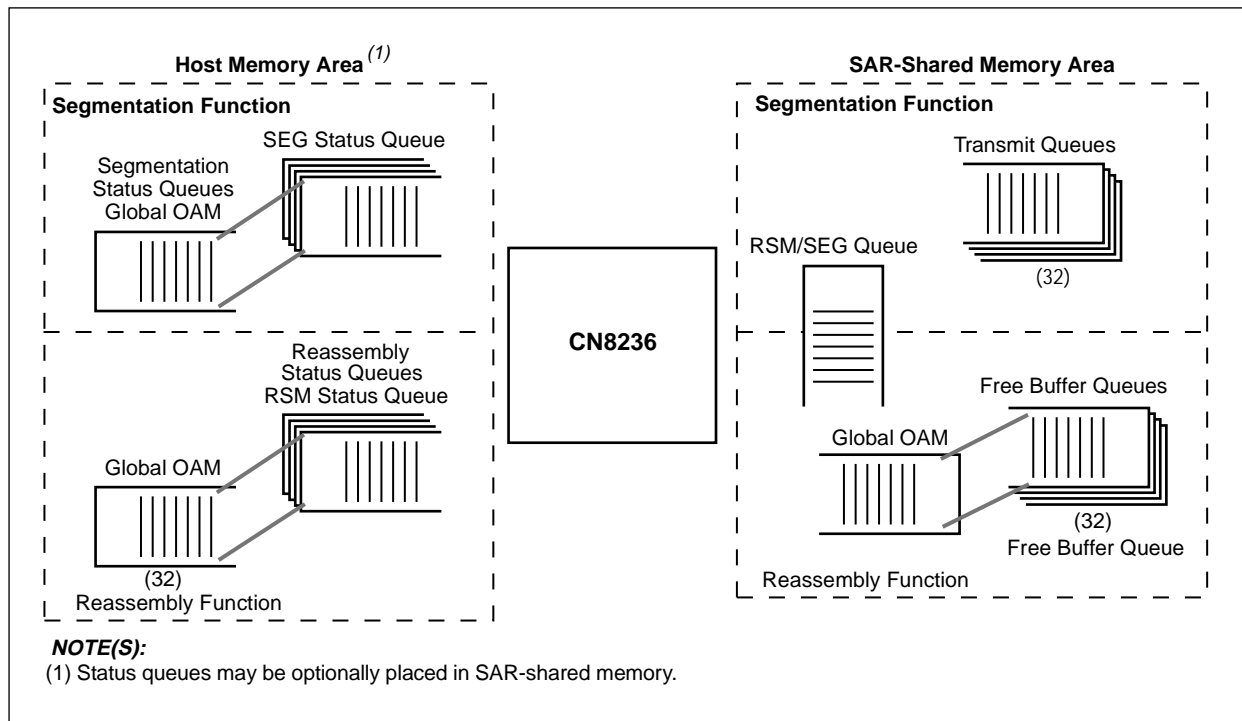 Host Memory Area (1)
Segmentation Function
SEG Status Queue
Segmentation
Status Queues
Global OAM
Reassembly
Status Queues
RSM Status Queue
Global OAM
(32)
Reassembly Function
CN8236
SAR-Shared Memory Area
Segmentation Function
Transmit Queues
(32)
RSM/SEG Queue
Free Buffer Queues
Global OAM
(32)
Free Buffer Queue
Reassembly Function
NOTE(S):
(1) Status queues may be optionally placed in SAR-shared memory.